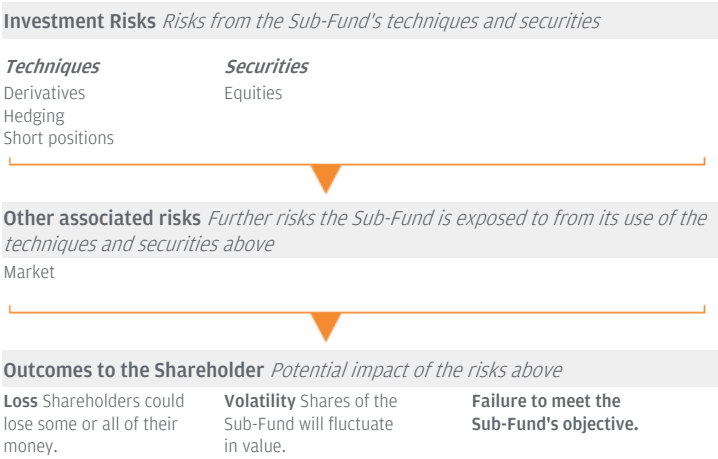 Investment Risks Risks from the Sub-Fund's techniques and securities
Techniques
Derivatives
Hedging
Short positions
Securities
Equities
Other associated risks Further risks the Sub-Fund is exposed to from its use of the
techniques and securities above
Market
Outcomes to the Shareholder Potential impact of the risks above
Loss Shareholders could
lose some or all of their
money.
Volatility Shares of the
Sub-Fund will fluctuate
in value.
Failure to meet the
Sub-Fund's objective.